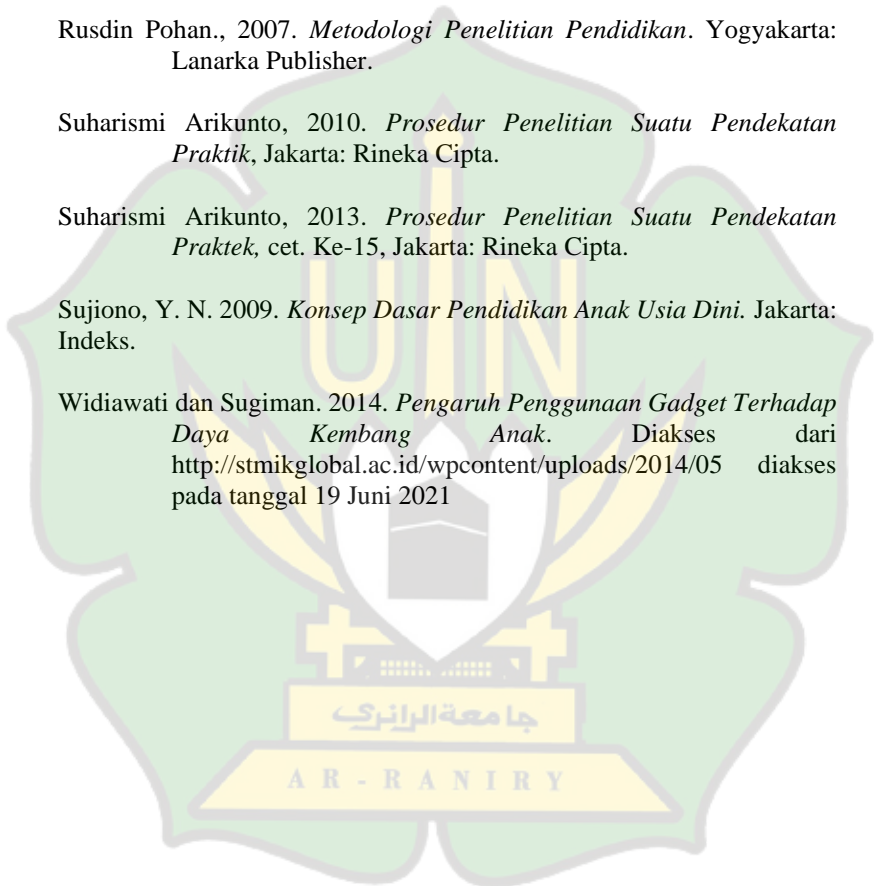 Rusdin Pohan., 2007. Metodologi Penelitian Pendidikan. Yogyakarta:
Lanarka Publisher.
Suharismi Arikunto, 2010. Prosedur Penelitian Suatu Pendekatan
Praktik, Jakarta: Rineka Cipta.
Suharismi Arikunto, 2013. Prosedur Penelitian Suatu Pendekatan
Praktek, cet. Ke-15, Jakarta: Rineka Cipta.
Sujiono, Y. N. 2009. Konsep Dasar Pendidikan Anak Usia Dini. Jakarta:
Indeks.
Widiawati dan Sugiman. 2014. Pengaruh Penggunaan Gadget Terhadap
Daya Kembang Anak. Diakses dari
http://stmikglobal.ac.id/wpcontent/uploads/2014/05 diakses
pada tanggal 19 Juni 2021
UIN
جامعة الرانري
AR-RANIRY